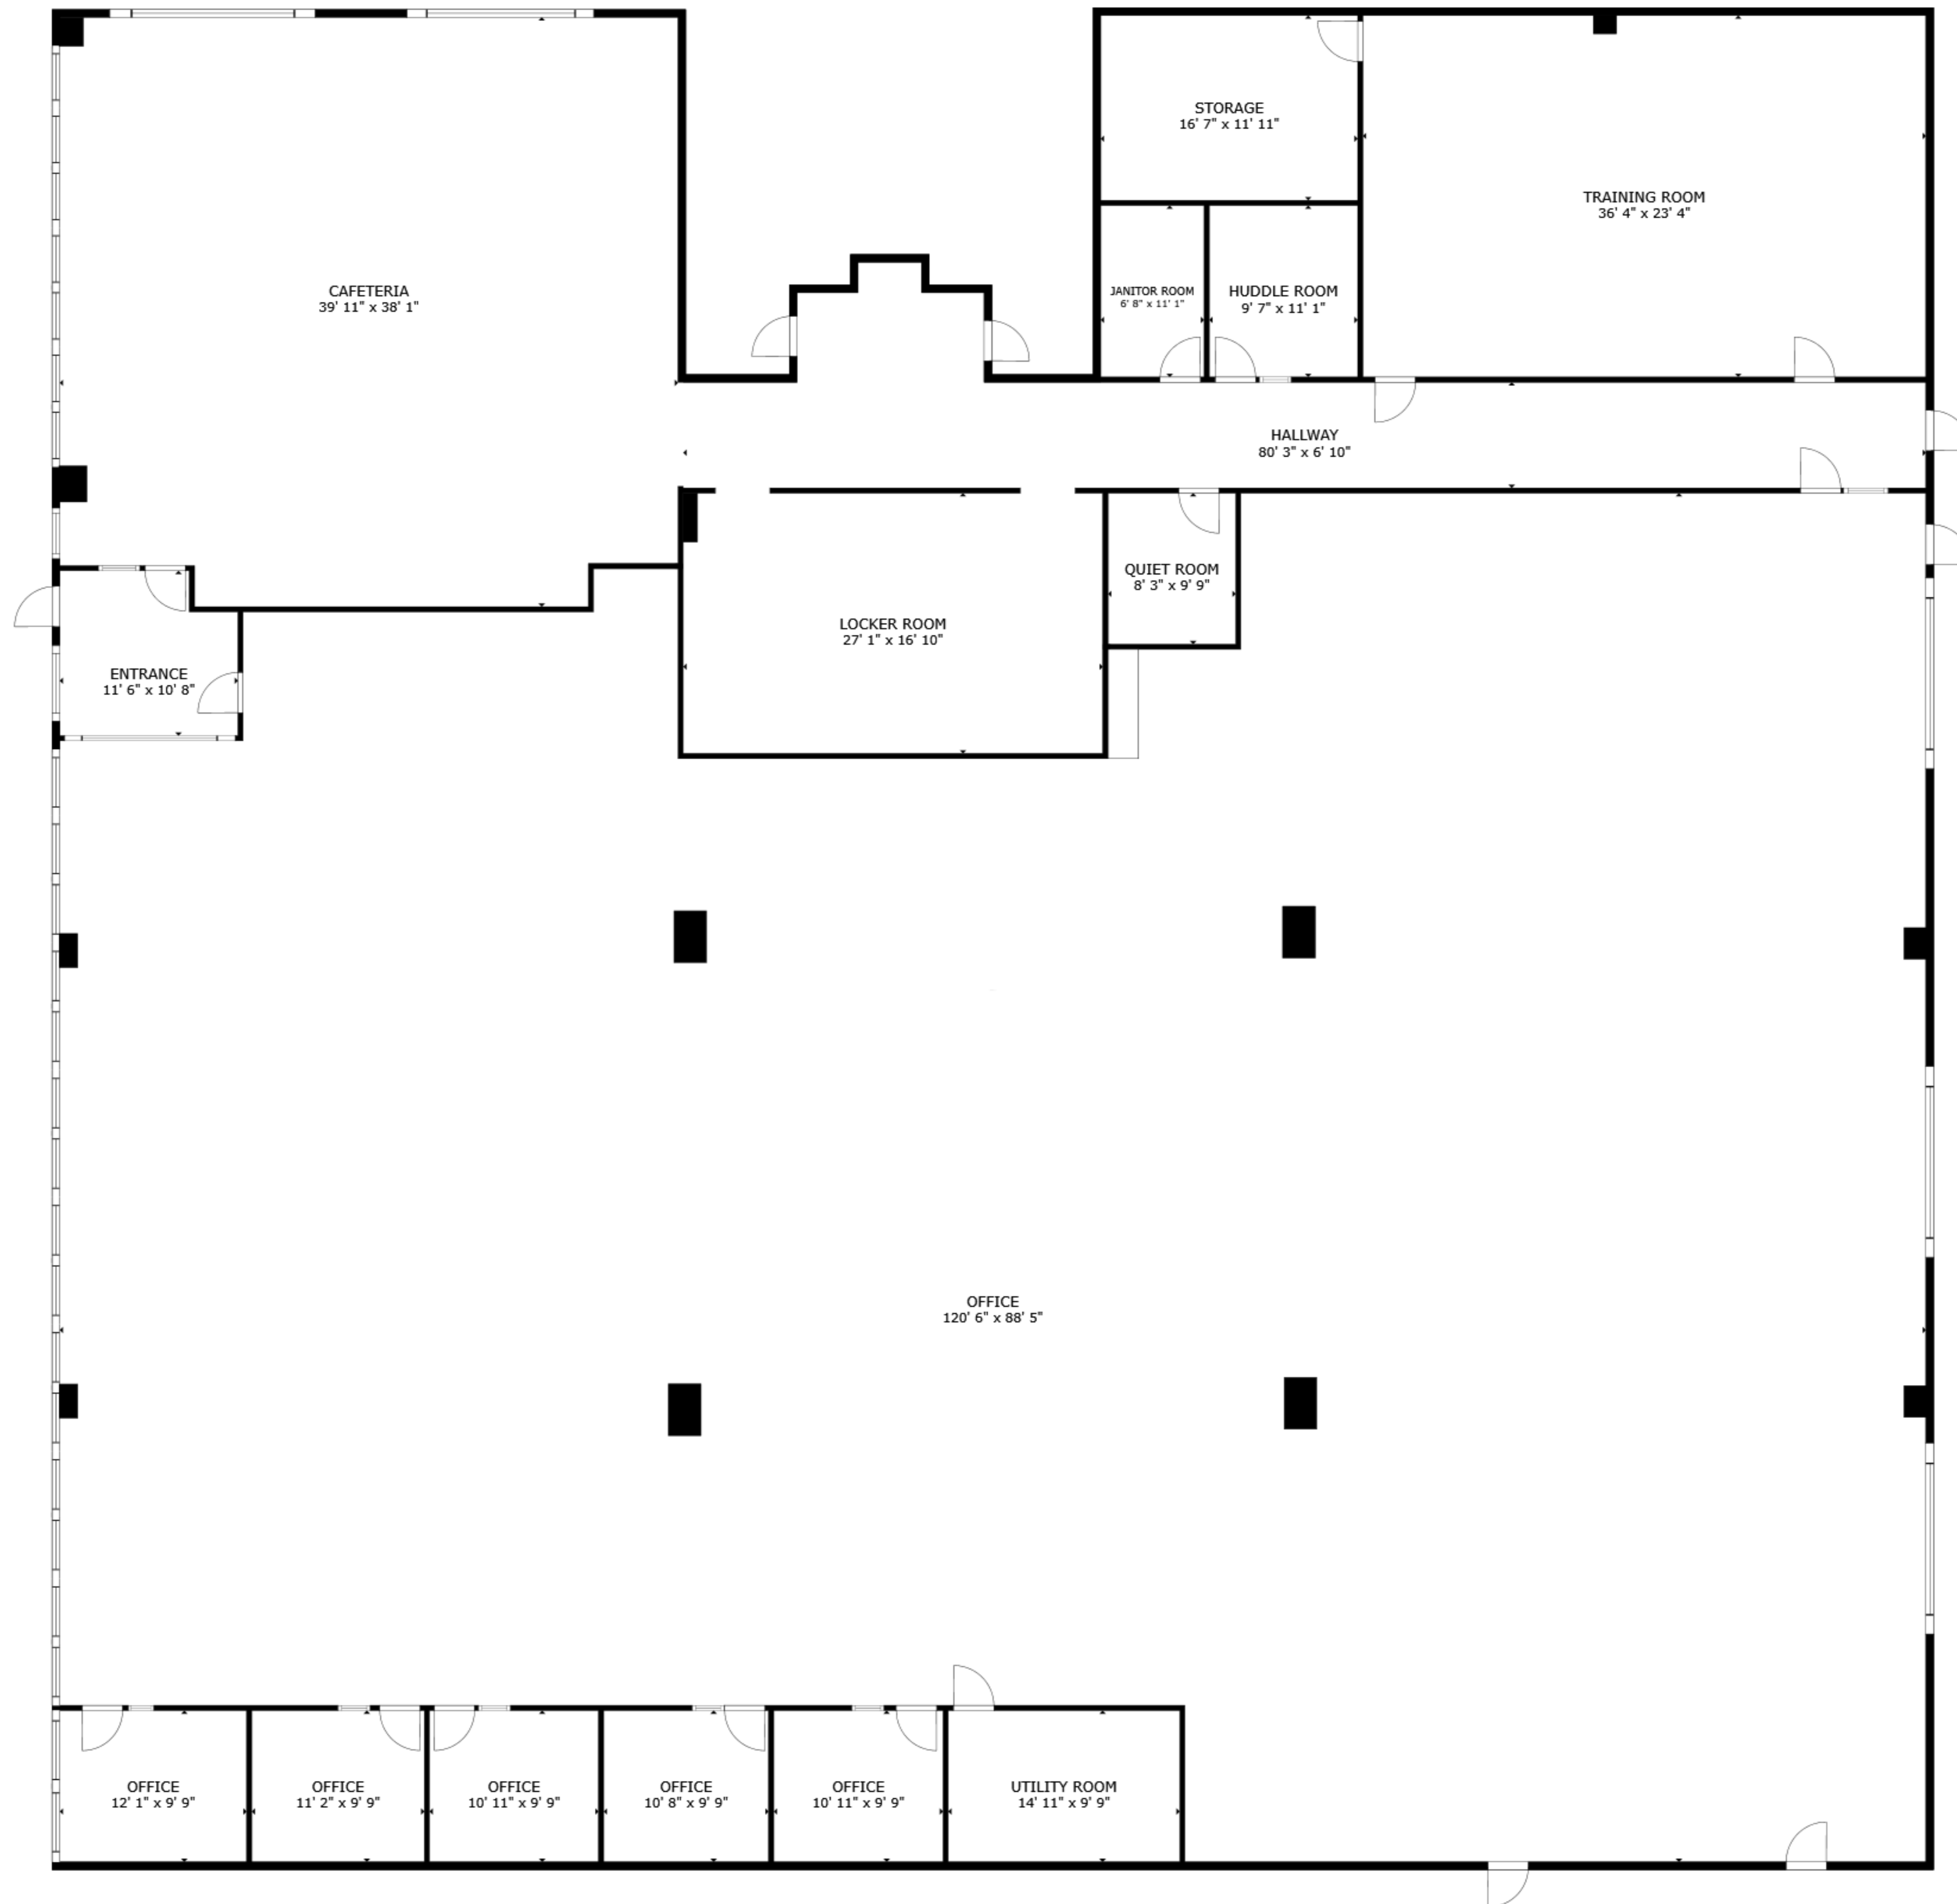 STORAGE
16' 7" x 11' 11"
TRAINING ROOM
36' 4" x 23' 4"
CAFETERIA
39' 11" x 38' 1"
JANITOR ROOM
6' 8" x 11' 1"
HUDDLE ROOM
9' 7" x 11' 1"
HALLWAY
80' 3" x 6' 10"
QUIET ROOM
8' 3" x 9' 9"
LOCKER ROOM
27' 1" x 16' 10"
ENTRANCE
11' 6" x 10' 8"
OFFICE
120' 6" x 88' 5"
OFFICE
12' 1" x 9' 9"
OFFICE
11' 2" x 9' 9"
OFFICE
10' 11" x 9' 9"
OFFICE
10' 8" x 9' 9"
OFFICE
10' 11" x 9' 9"
UTILITY ROOM
14' 11" x 9' 9"